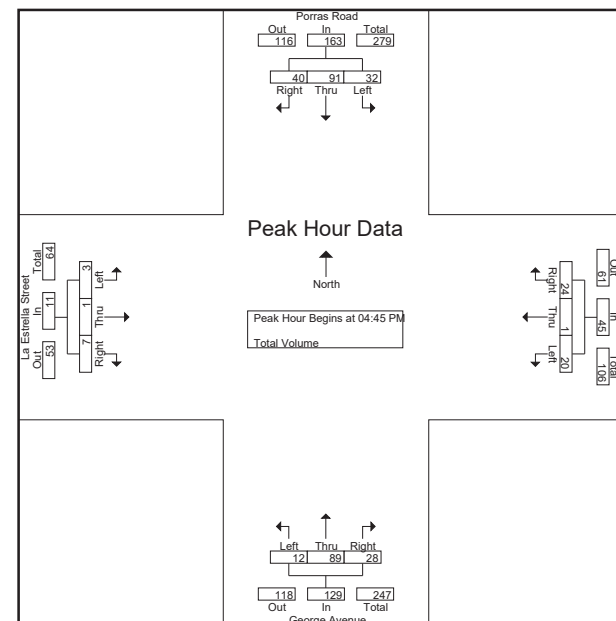 Porras Road
Out In Total
116 163 279
40 91 32
Right Thru Left
La Estrella Street
Total 64
In 11
Out 53
Left 3
Thru 1
Right 7
Peak Hour Data
North
Peak Hour Begins at 04:45 PM
Total Volume
Right 24
Thru 1
Left 20
Out 61
In 45
Total 106
Left Thru Right
12 89 28
118 129 247
Out In Total
George Avenue